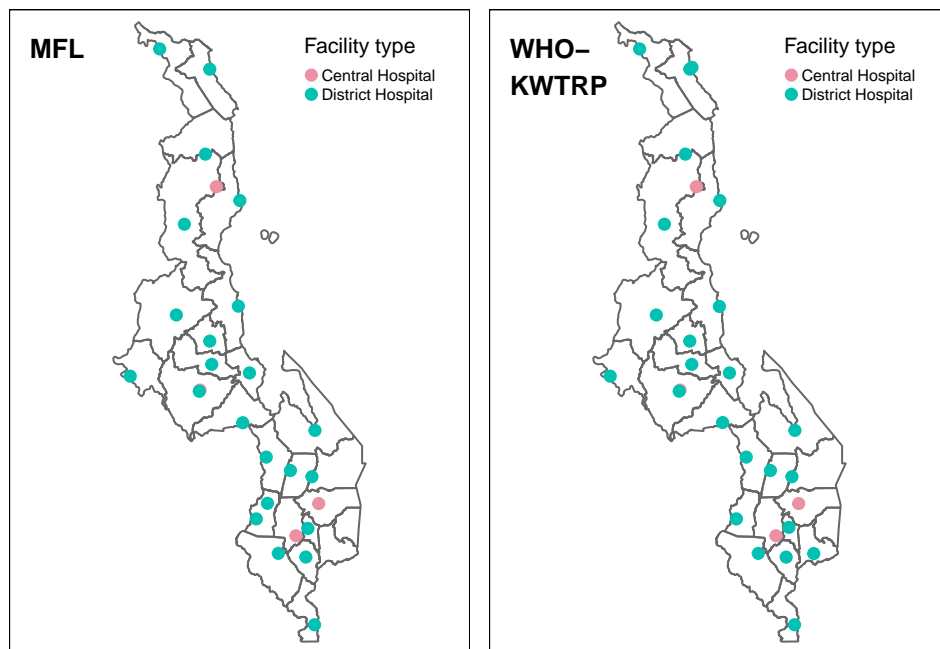 MFL
Facility type
Central Hospital
District Hospital
WHO–
KWTRP
Facility type
Central Hospital
District Hospital